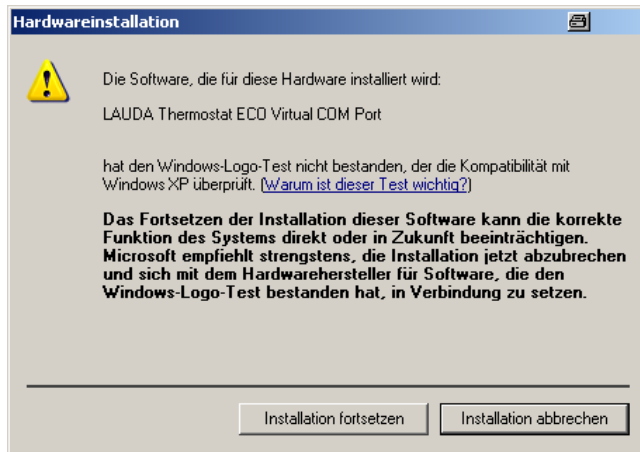 Hardwareinstallation
Die Software, die für diese Hardware installiert wird:
LAUDA Thermostat ECO Virtual COM Port
hat den Windows-Logo-Test nicht bestanden, der die Kompatibilität mit
Windows XP überprüft. (Warum ist dieser Test wichtig?)
Das Fortsetzen der Installation dieser Software kann die korrekte
Funktion des Systems direkt oder in Zukunft beeinträchtigen.
Microsoft empfiehlt strengstens, die Installation jetzt abzubrechen
und sich mit dem Hardwarehersteller für Software, die den
Windows-Logo-Test bestanden hat, in Verbindung zu setzen.
Installation fortsetzen
Installation abbrechen